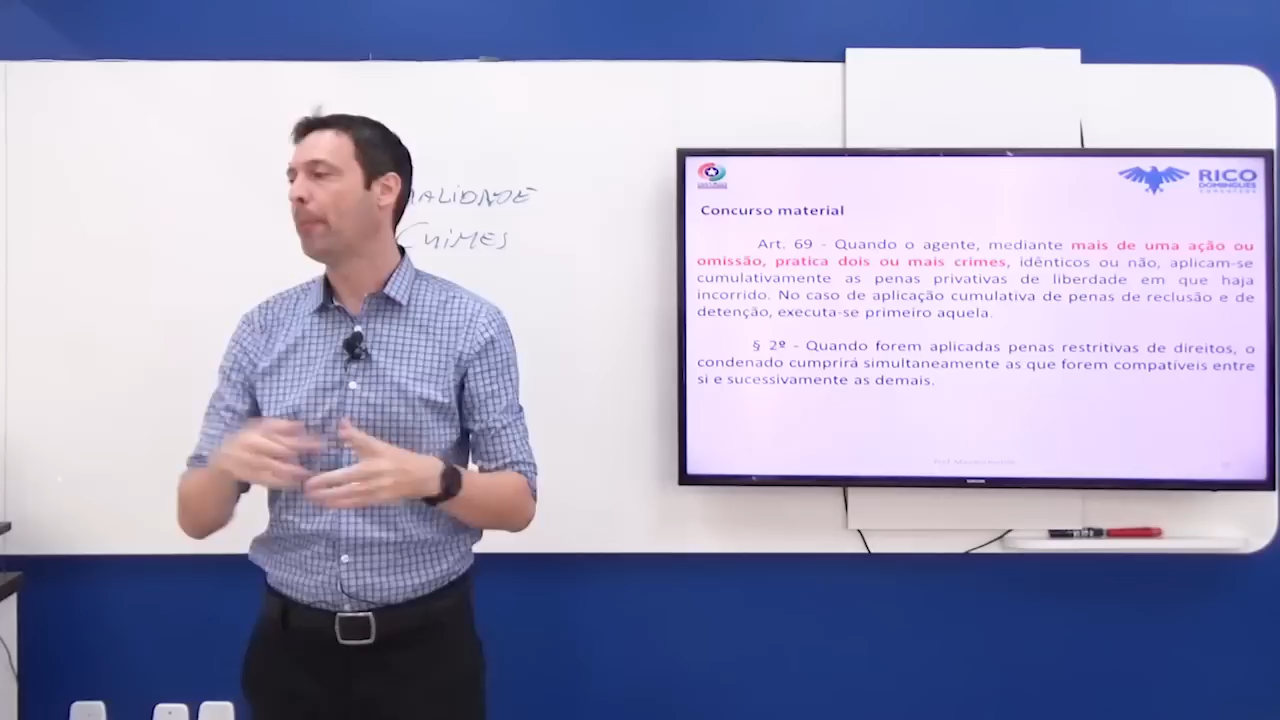 CRIMES
RICO
DOMINGUES
Concurso material
Art. 69 - Quando o agente, mediante mais de uma ação ou
omissão, pratica dois ou mais crimes, idênticos ou não, aplicam-se
cumulativamente as penas privativas de liberdade em que haja
incorrido. No caso de aplicação cumulativa de penas de reclusão e de
detenção, executa-se primeiro aquela.
§ 2º - Quando forem aplicadas penas restritivas de direitos, o
condenado cumprirá simultaneamente as que forem compatíveis entre
si e sucessivamente as demais.